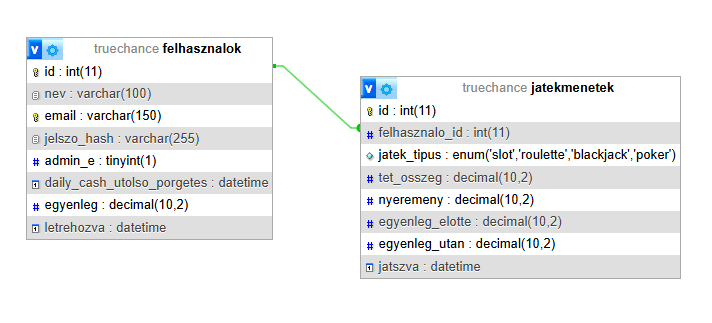 v truechance felhasznalok
id : int(11)
nev : varchar(100)
email : varchar(150)
jelszo_hash : varchar(255)
# admin_e : tinyint(1)
daily_cash_utolso_porgetes : datetime
# egyenleg : decimal(10,2)
letrehozva : datetime
v truechance jatekmenetek
id : int(11)
# felhasznalo_id : int(11)
jatek_tipus : enum('slot','roulette','blackjack','poker')
# tet_osszeg : decimal(10,2)
# nyeremeny : decimal(10,2)
# egyenleg_elotte : decimal(10,2)
# egyenleg_utan : decimal(10,2)
jatszva : datetime